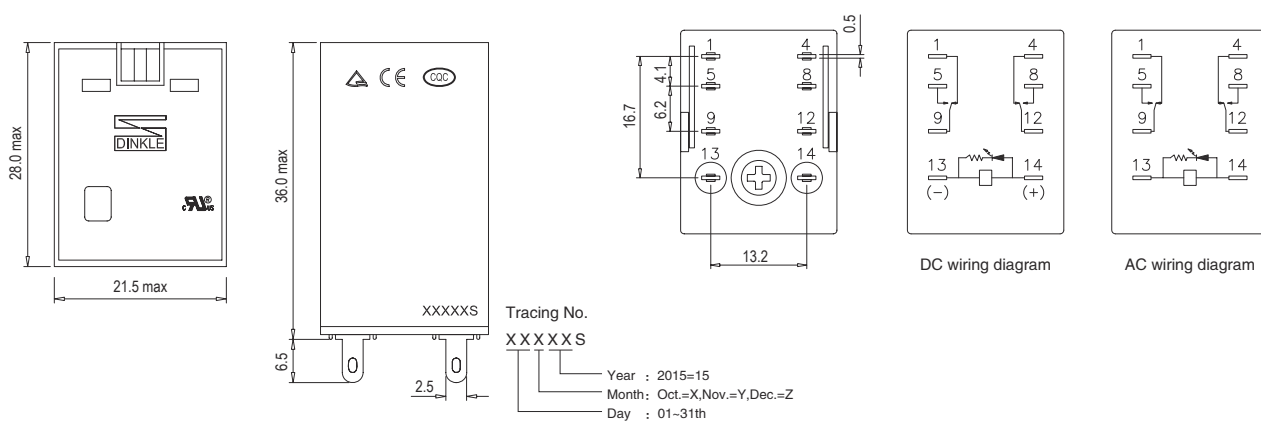 28.0 max
21.5 max
DINKLE
c RU ® US
36.0 max
CE
CQC
XXXXXS
6.5
2.5
Tracing No.
XXXXXS
Year : 2015=15
Month: Oct.=X,Nov.=Y,Dec.=Z
Day : 01~31th
0.5
16.7
4.1
6.2
1 4
5 8
9 12
13 14
13.2
1 4
5 8
9 12
13 14
(-) (+)
DC wiring diagram
1 4
5 8
9 12
13 14
AC wiring diagram